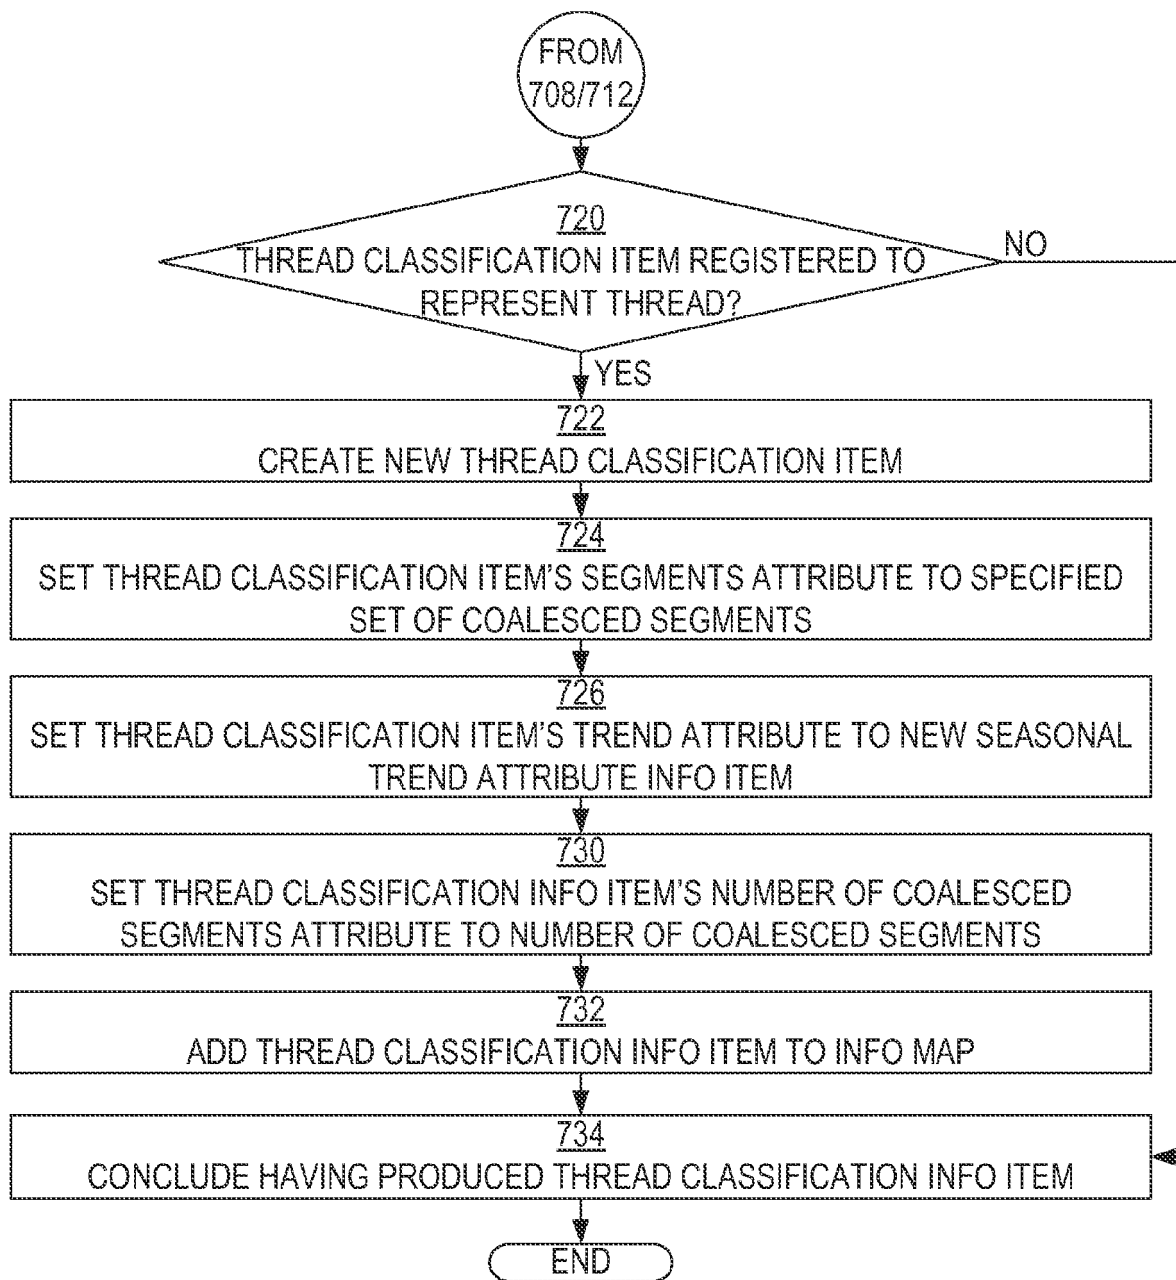 FROM
708/712
720
THREAD CLASSIFICATION ITEM REGISTERED TO
REPRESENT THREAD?
NO
YES
722
CREATE NEW THREAD CLASSIFICATION ITEM
724
SET THREAD CLASSIFICATION ITEM'S SEGMENTS ATTRIBUTE TO SPECIFIED
SET OF COALESCED SEGMENTS
726
SET THREAD CLASSIFICATION ITEM'S TREND ATTRIBUTE TO NEW SEASONAL
TREND ATTRIBUTE INFO ITEM
730
SET THREAD CLASSIFICATION INFO ITEM'S NUMBER OF COALESCED
SEGMENTS ATTRIBUTE TO NUMBER OF COALESCED SEGMENTS
732
ADD THREAD CLASSIFICATION INFO ITEM TO INFO MAP
734
CONCLUDE HAVING PRODUCED THREAD CLASSIFICATION INFO ITEM
END